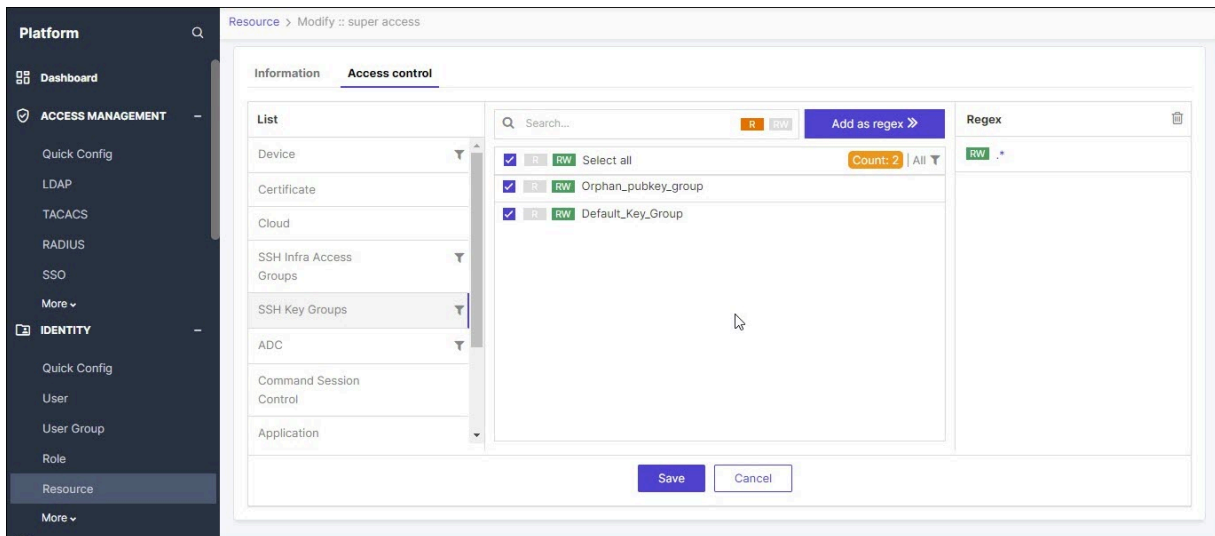 Platform
Dashboard
ACCESS MANAGEMENT
Quick Config
LDAP
TACACS
RADIUS
SSO
More
IDENTITY
Quick Config
User
User Group
Role
Resource
More
Resource > Modify :: super access
Information
Access control
List
Device
Certificate
Cloud
SSH Infra Access
Groups
SSH Key Groups
ADC
Command Session
Control
Application
Search...
R RW
Add as regex
R RW Select all
Count: 2 | All
R RW Orphan_pubkey_group
R RW Default_Key_Group
Regex
RW .*
Save
Cancel